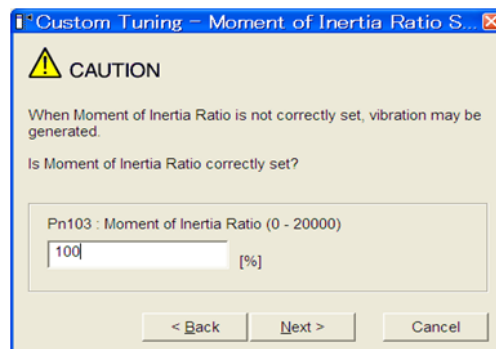 Custom Tuning - Moment of Inertia Ratio S...
CAUTION
When Moment of Inertia Ratio is not correctly set, vibration may be
generated.
Is Moment of Inertia Ratio correctly set?
Pn103 : Moment of Inertia Ratio (0 - 20000)
100
[%]
< Back
Next >
Cancel